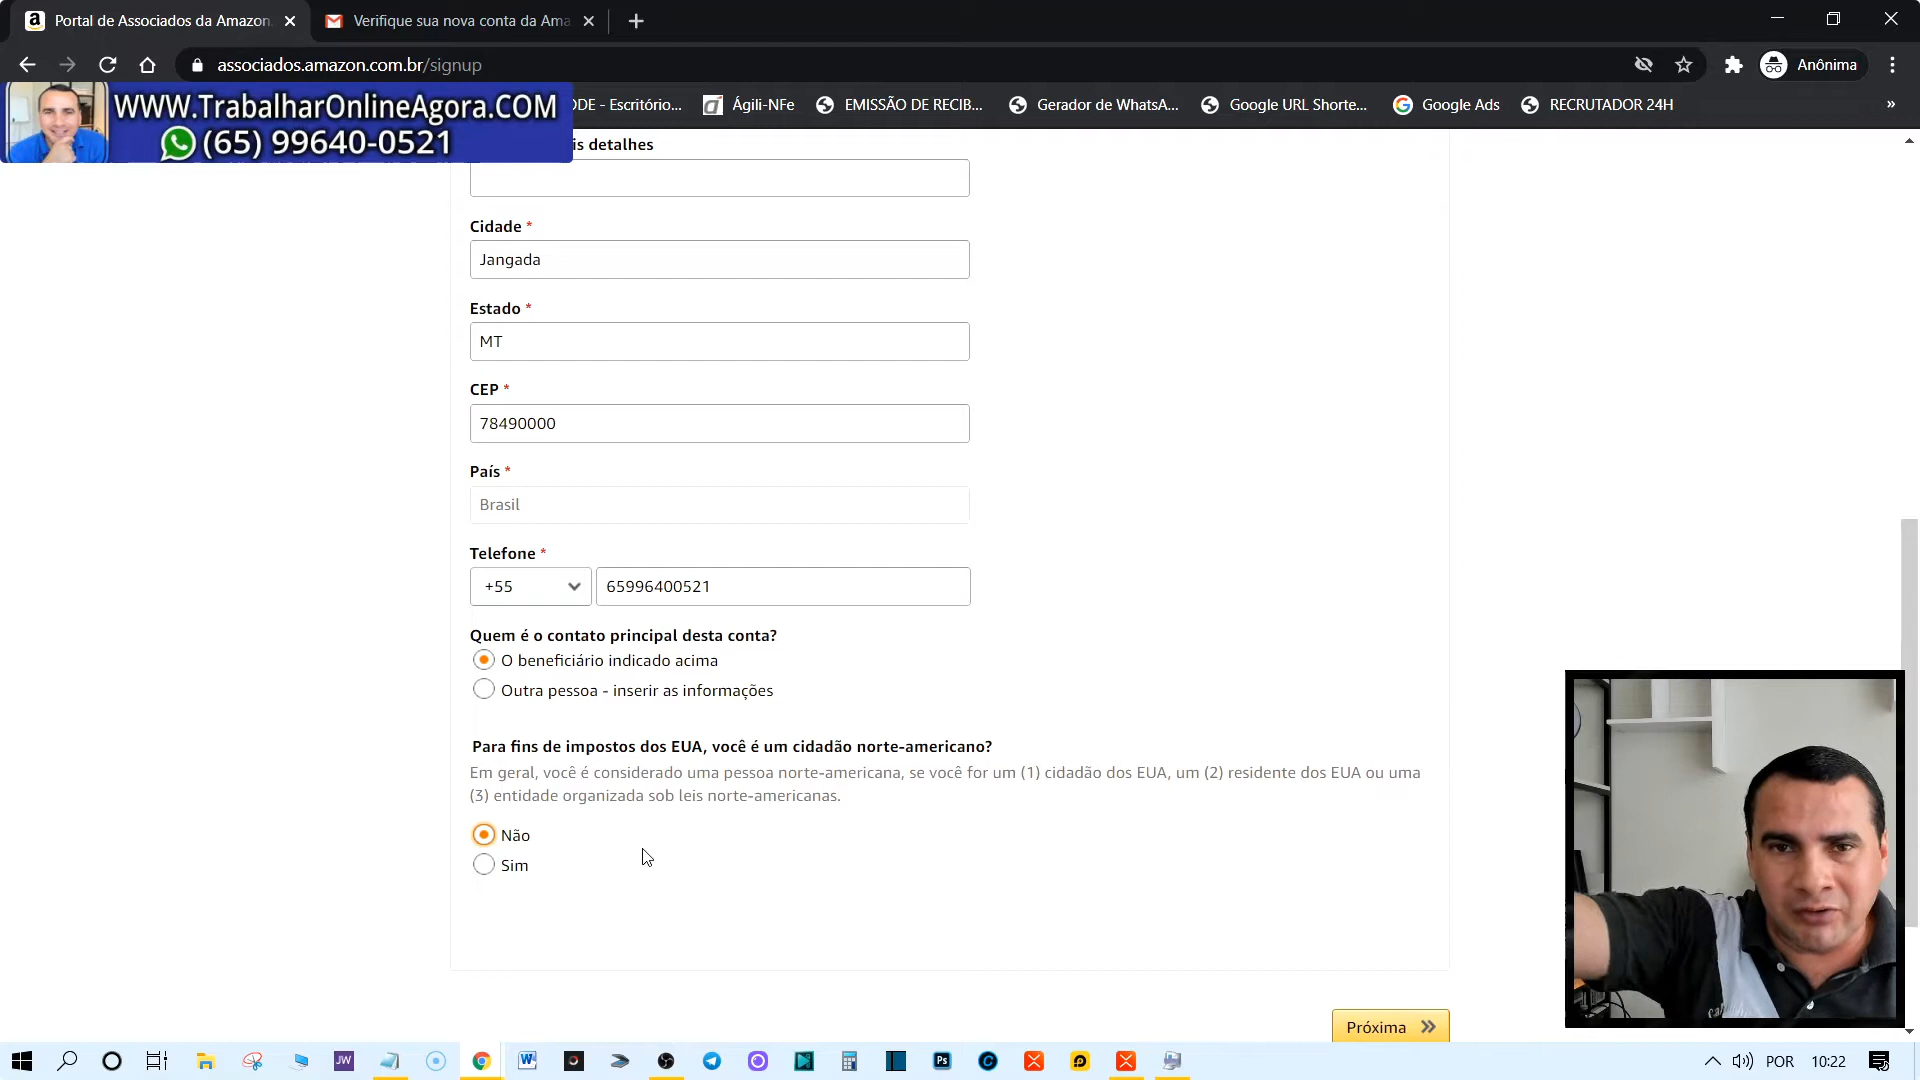 Portal de Associados da Amazon.
Verifique sua nova conta da Ama
associados.amazon.com.br/signup
Anônima
WWW.TrabalharOnlineAgora.COM
(65) 99640-0521
DE - Escritório...
Ágili-NFe
EMISSÃO DE RECIB...
Gerador de WhatsA...
Google URL Shorte...
Google Ads
RECRUTADOR 24H
»
is detalhes
Cidade *
Jangada
Estado *
MT
CEP *
78490000
País *
Brasil
Telefone *
+55
65996400521
Quem é o contato principal desta conta?
O beneficiário indicado acima
Outra pessoa - inserir as informações
Para fins de impostos dos EUA, você é um cidadão norte-americano?
Em geral, você é considerado uma pessoa norte-americana, se você for um (1) cidadão dos EUA, um (2) residente dos EUA ou uma
(3) entidade organizada sob leis norte-americanas.
Não
Sim
Próxima »
JW
Ps
POR
10:22